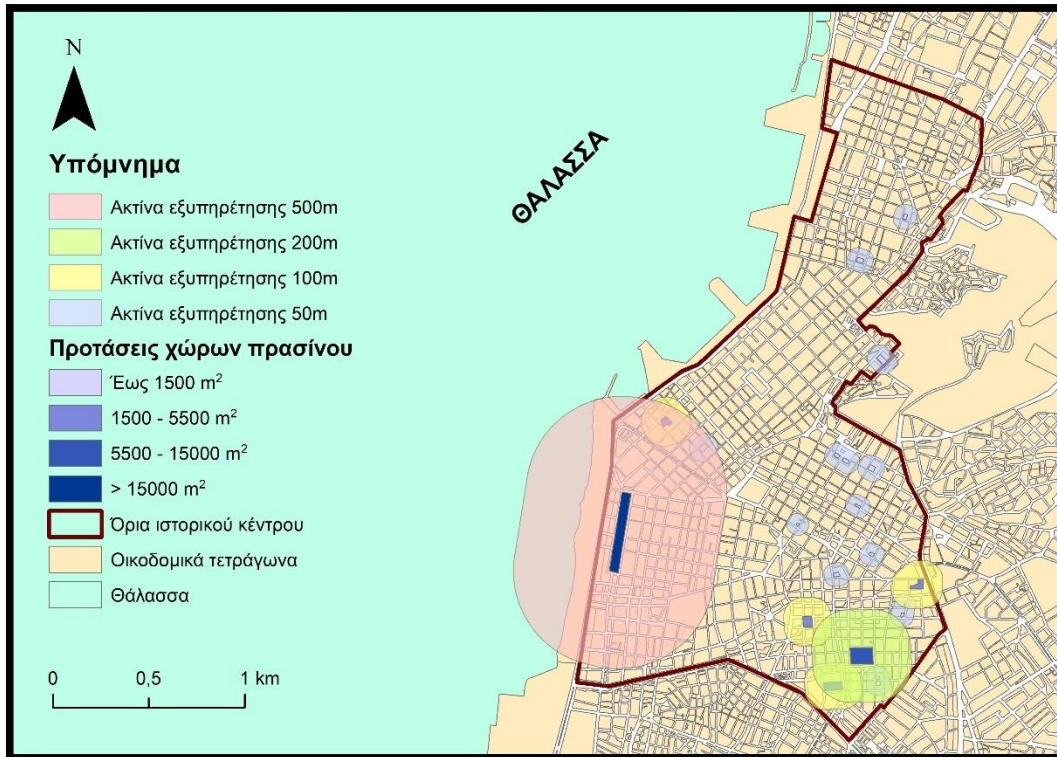 N
Υπόμνημα
Ακτίνα εξυπηρέτησης 500m
Ακτίνα εξυπηρέτησης 200m
Ακτίνα εξυπηρέτησης 100m
Ακτίνα εξυπηρέτησης 50m
Προτάσεις χώρων πρασίνου
Έως 1500 m²
1500 - 5500 m²
5500 - 15000 m²
> 15000 m²
Όρια ιστορικού κέντρου
Οικοδομικά τετράγωνα
Θάλασσα
0 0,5 1 km
ΘΑΛΑΣΣΑ